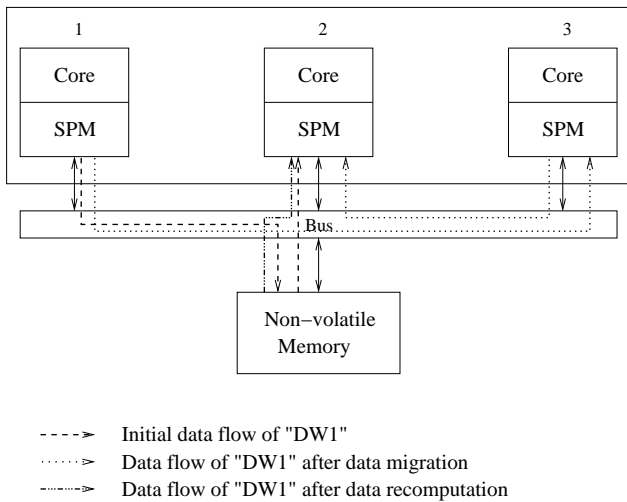 1 2 3
Core Core Core
SPM SPM SPM
Bus
Non−volatile
Memory
Initial data flow of "DW1"
Data flow of "DW1" after data migration
Data flow of "DW1" after data recomputation